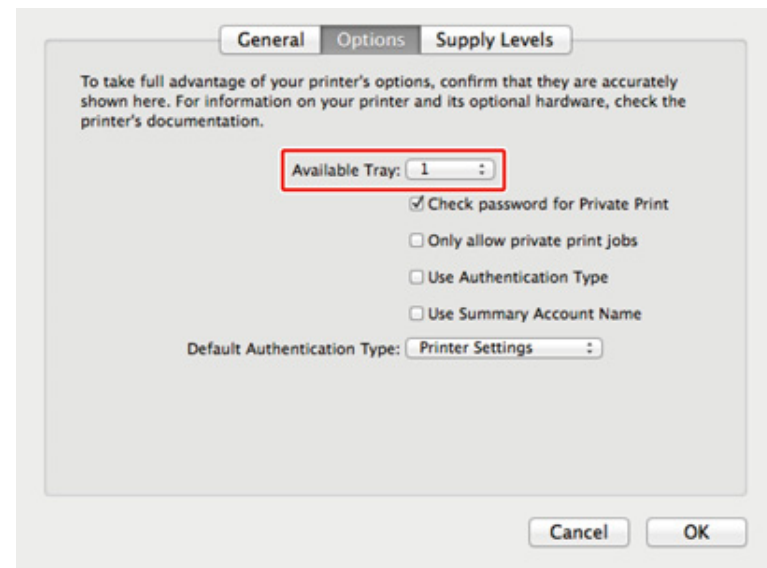 General Options Supply Levels
To take full advantage of your printer's options, confirm that they are accurately
shown here. For information on your printer and its optional hardware, check the
printer's documentation.
Available Tray: 1
Check password for Private Print
Only allow private print jobs
Use Authentication Type
Use Summary Account Name
Default Authentication Type: Printer Settings
Cancel OK